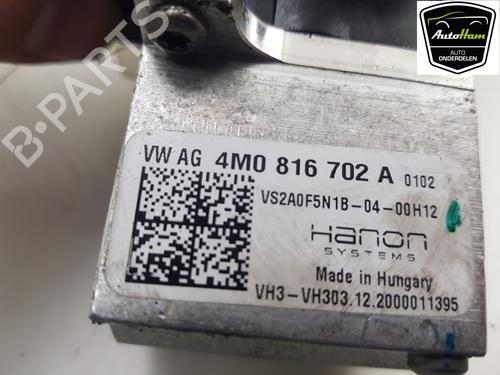 AutoHam
AUTO
ONDERDELEN
B-PARTS
VW AG 4M0 816 702 A 0102
VS2A0F5N1B-04-00H12
Hanon
SYSTEMS
Made in Hungary
VH3-VH303.12.2000011395